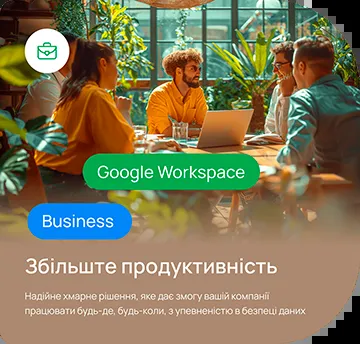 Google Workspace
Business
Збільште продуктивність
Надійне хмарне рішення, яке дає змогу вашій компанії
працювати будь-де, будь-коли, з упевненістю в безпеці даних